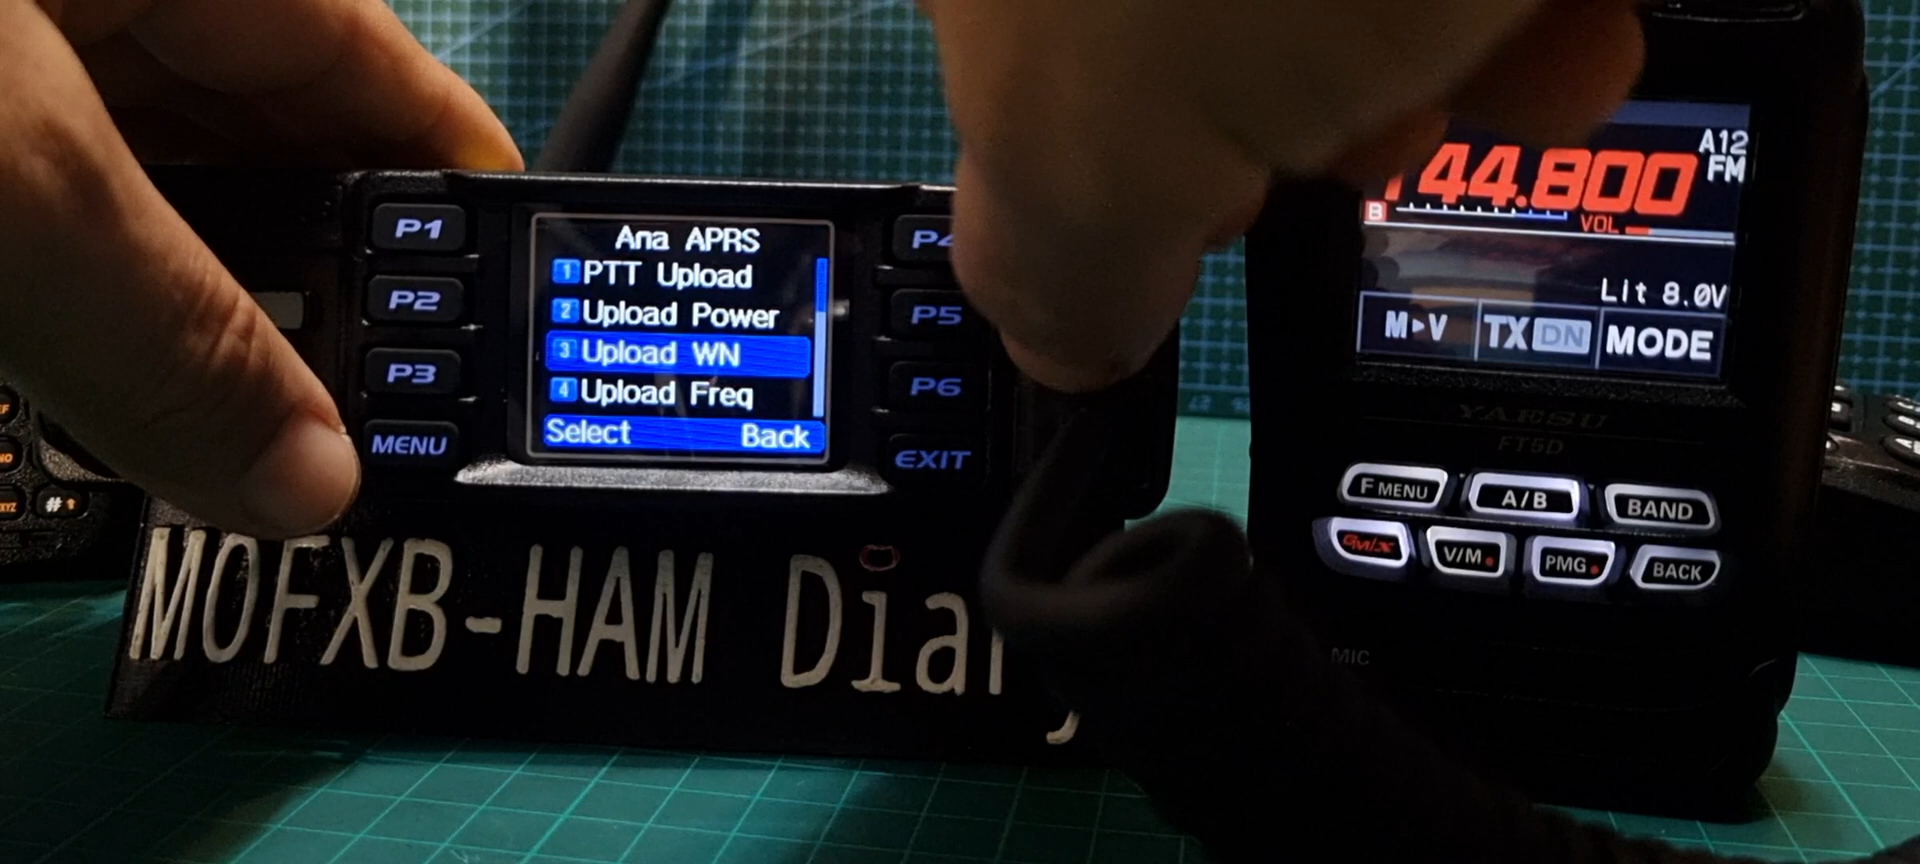 P1
P2
P3
MENU
Ana APRS
1 PTT Upload
2 Upload Power
3 Upload WN
4 Upload Freq
Select Back
P4
P5
P6
EXIT
M0FXB-HAM Diary
A12
FM
144.800
B
VOL
Lit 8.0V
M▸V TX DN MODE
YAESU
FT5D
F MENU A/B BAND
GM/X V/M PMG BACK
MIC
#